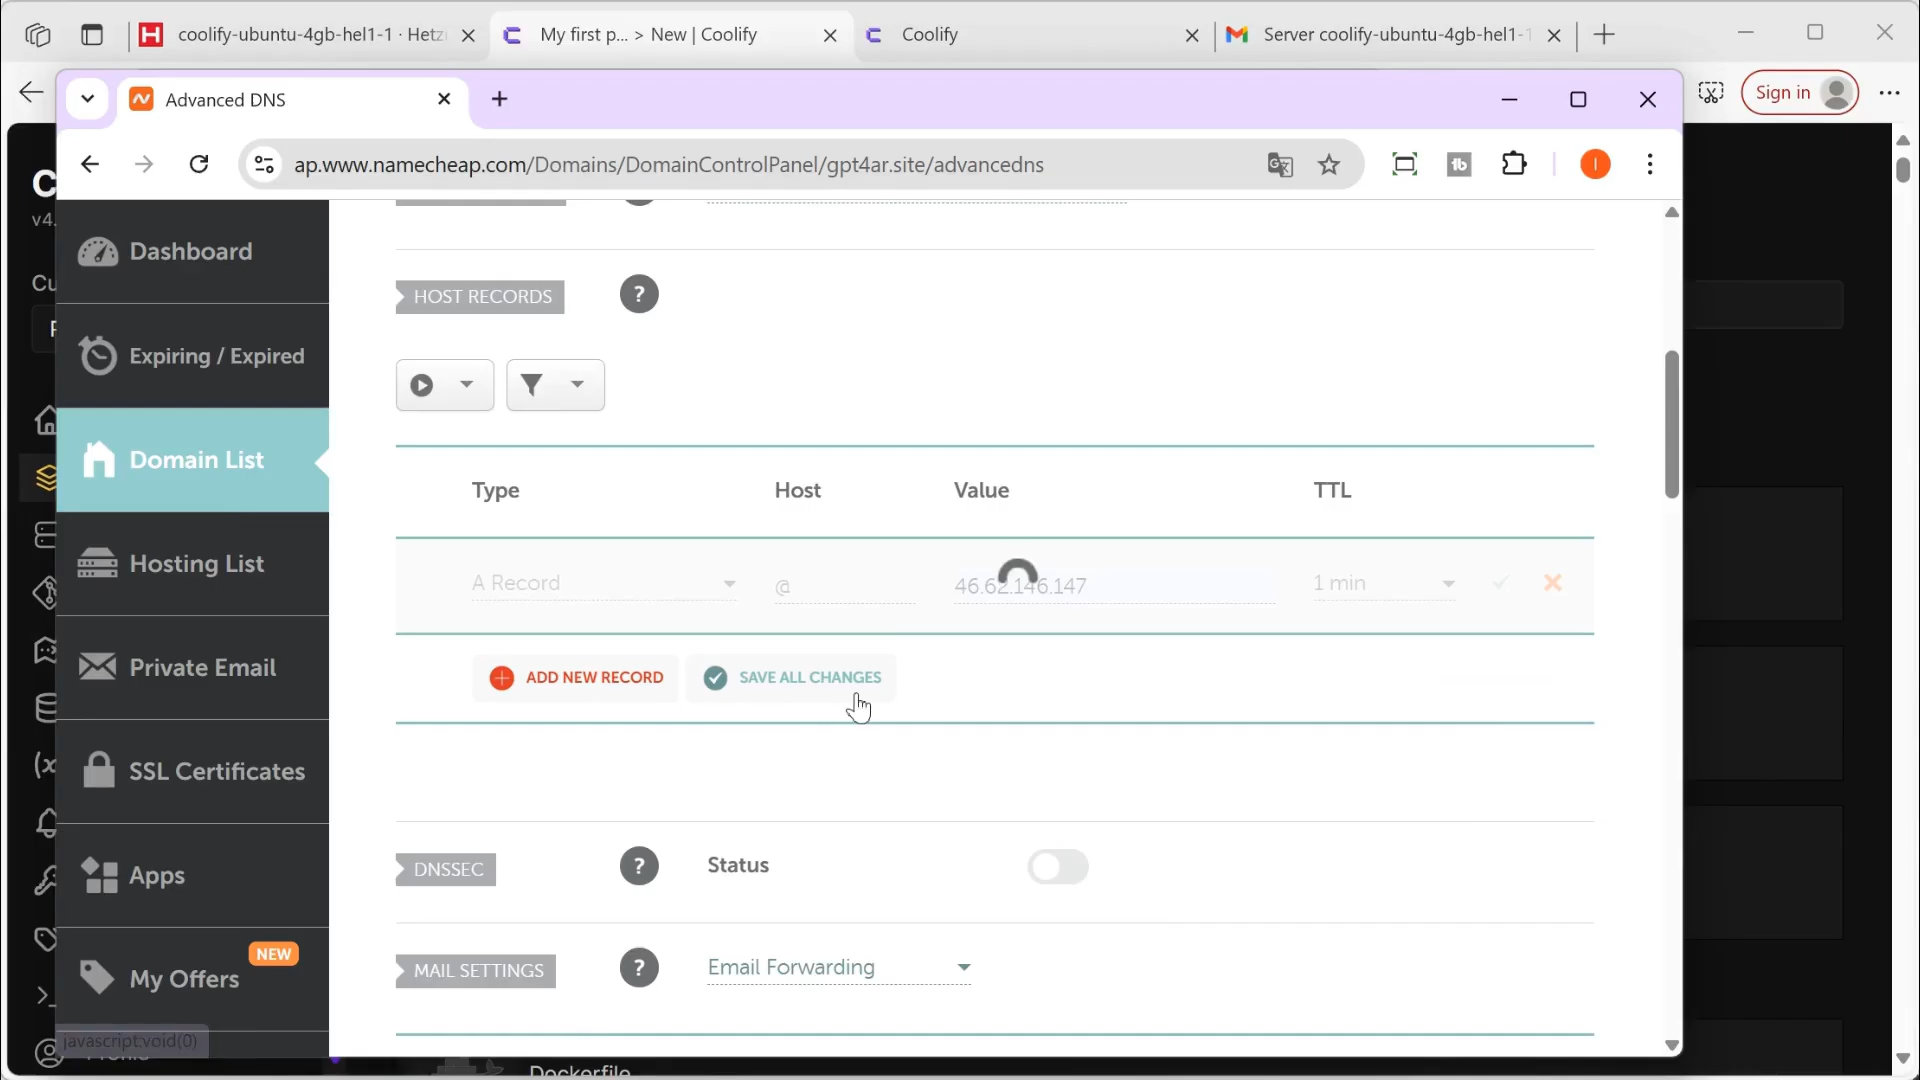 coolify-ubuntu-4gb-hel1-1 · Hetz
My first p... > New | Coolify
Coolify
Server coolify-ubuntu-4gb-hel1-1
Advanced DNS
Sign in
ap.www.namecheap.com/Domains/DomainControlPanel/gpt4ar.site/advancedns
v4.
Cu
Dashboard
Expiring / Expired
Domain List
Hosting List
Private Email
SSL Certificates
Apps
NEW
My Offers
javascript:void(0)
HOST RECORDS
?
Type
Host
Value
TTL
A Record
@
46.62.146.147
1 min
ADD NEW RECORD
SAVE ALL CHANGES
DNSSEC
?
Status
MAIL SETTINGS
?
Email Forwarding
Dockerfile